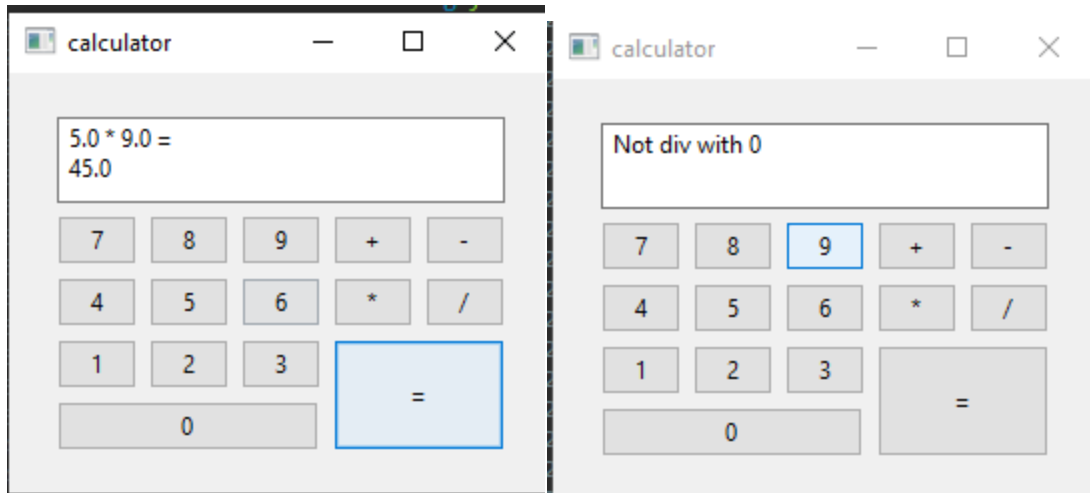 calculator
5.0 * 9.0 =
45.0
7 8 9 + -
4 5 6 * /
1 2 3
=
0
calculator
Not div with 0
7 8 9 + -
4 5 6 * /
1 2 3
=
0